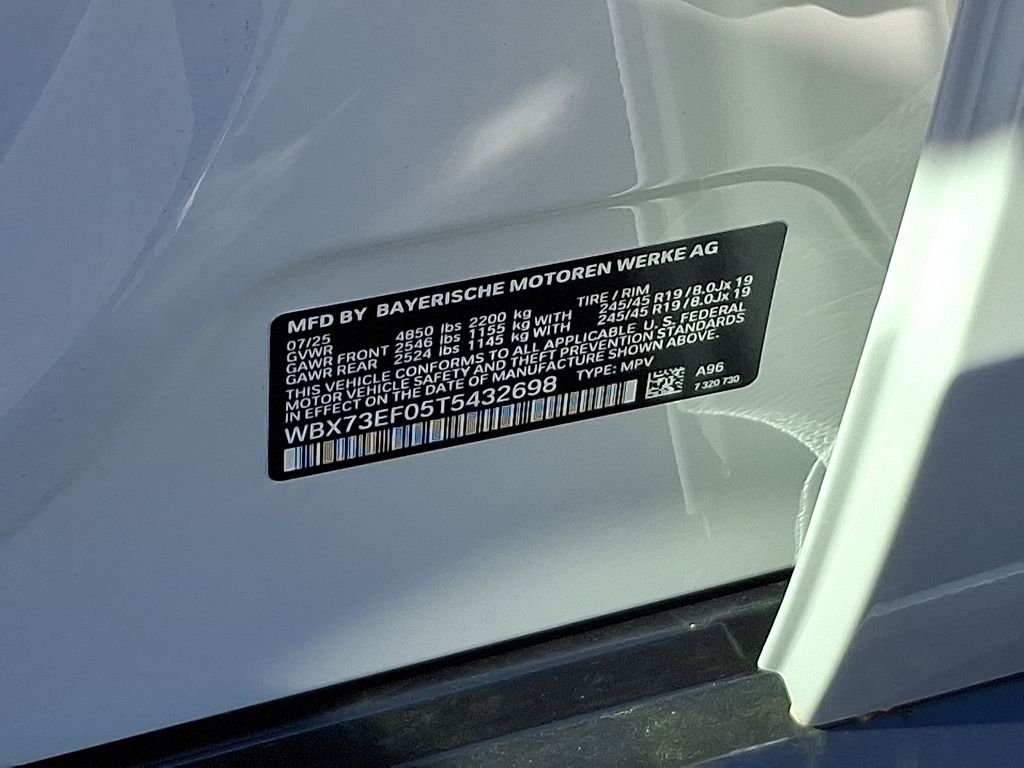 MFD BY BAYERISCHE MOTOREN WERKE AG
07/25 TIRE / RIM
GVWR 4850 lbs 2200 kg
GAWR FRONT 2546 lbs 1155 kg WITH 245/45 R19 / 8.0Jx 19
GAWR REAR 2524 lbs 1145 kg WITH 245/45 R19 / 8.0Jx 19
THIS VEHICLE CONFORMS TO ALL APPLICABLE U. S. FEDERAL
MOTOR VEHICLE SAFETY AND THEFT PREVENTION STANDARDS
IN EFFECT ON THE DATE OF MANUFACTURE SHOWN ABOVE.
WBX73EF05T5432698 TYPE: MPV A96
7 320 730